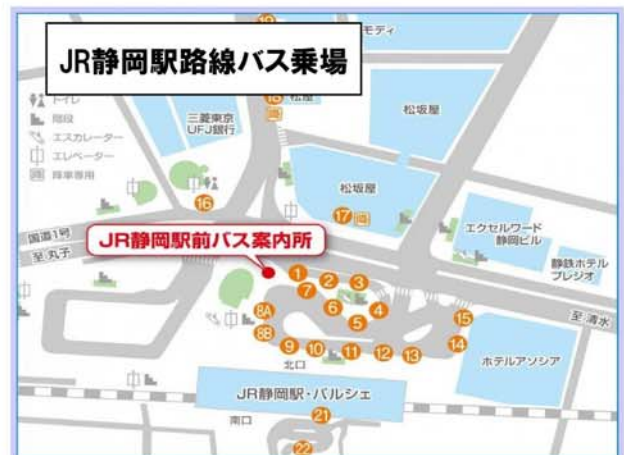 JR静岡駅路線バス乗場
モディ
松屋
松坂屋
トイレ
階段
エスカレーター
エレベーター
降車専用
三菱東京
UFJ銀行
松坂屋
16
17
エクセルワード
静岡ビル
国道1号
至 丸子
JR静岡駅前バス案内所
静鉄ホテル
プレジオ
1
2
3
7
6
5
4
8A
8B
15
至 清水
9
10
11
12
13
14
北口
ホテルアソシア
JR静岡駅・パルシェ
南口
21
22